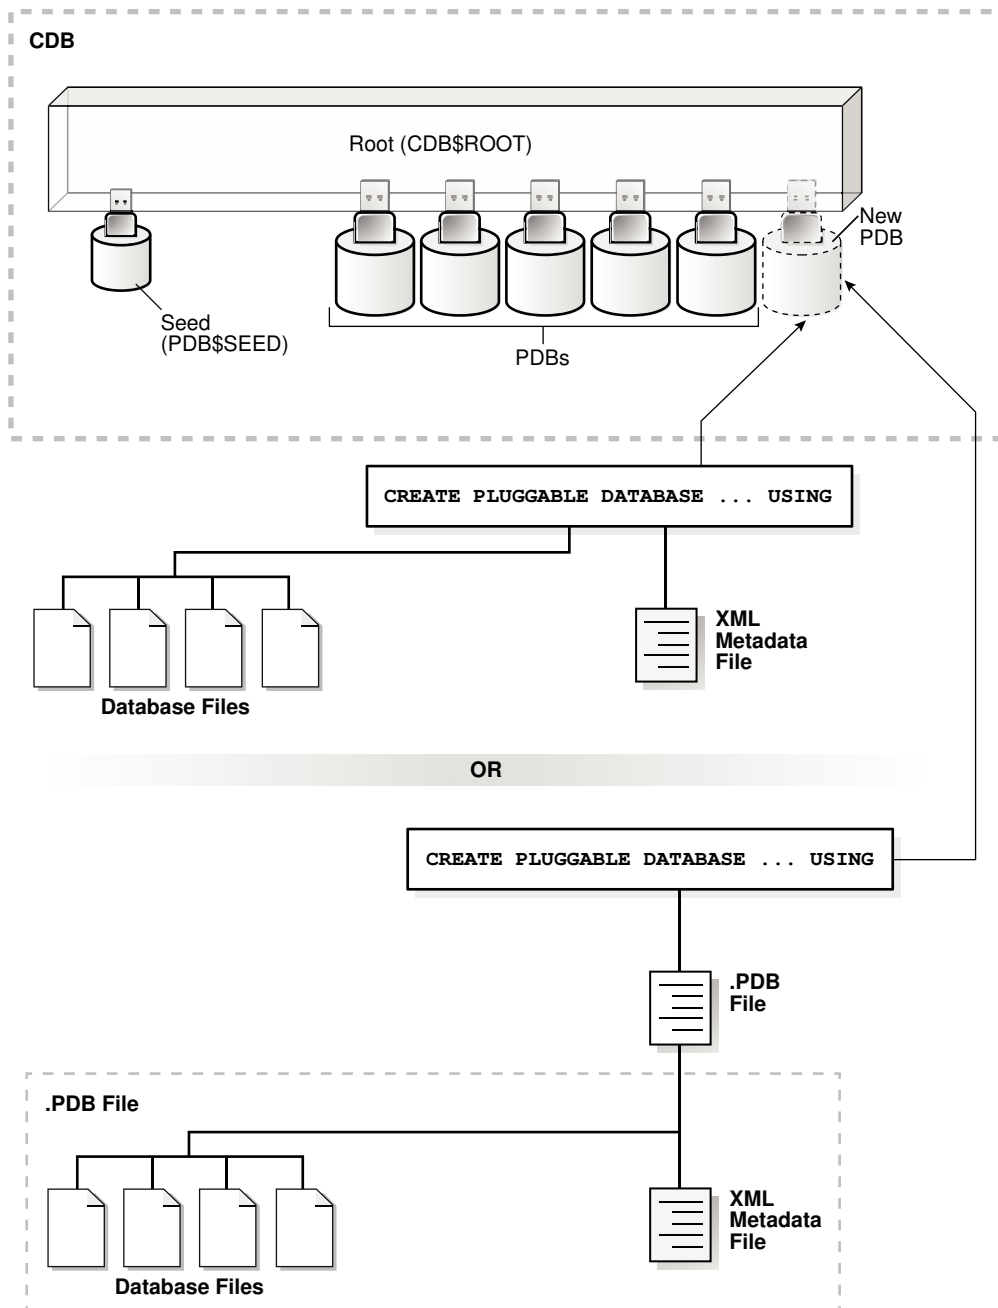 CDB
Root (CDB$ROOT)
New
PDB
Seed
(PDB$SEED)
PDBs
CREATE PLUGGABLE DATABASE ... USING
XML
Metadata
File
Database Files
OR
CREATE PLUGGABLE DATABASE ... USING
.PDB
File
.PDB File
XML
Metadata
File
Database Files